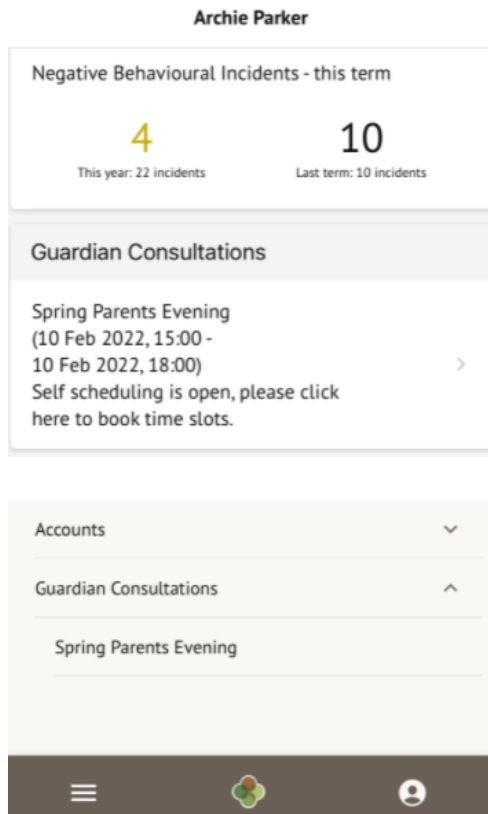 Archie Parker
Negative Behavioural Incidents - this term
4 10
This year: 22 incidents Last term: 10 incidents
Guardian Consultations
Spring Parents Evening
(10 Feb 2022, 15:00 -
10 Feb 2022, 18:00)
Self scheduling is open, please click
here to book time slots.
Accounts
Guardian Consultations
Spring Parents Evening